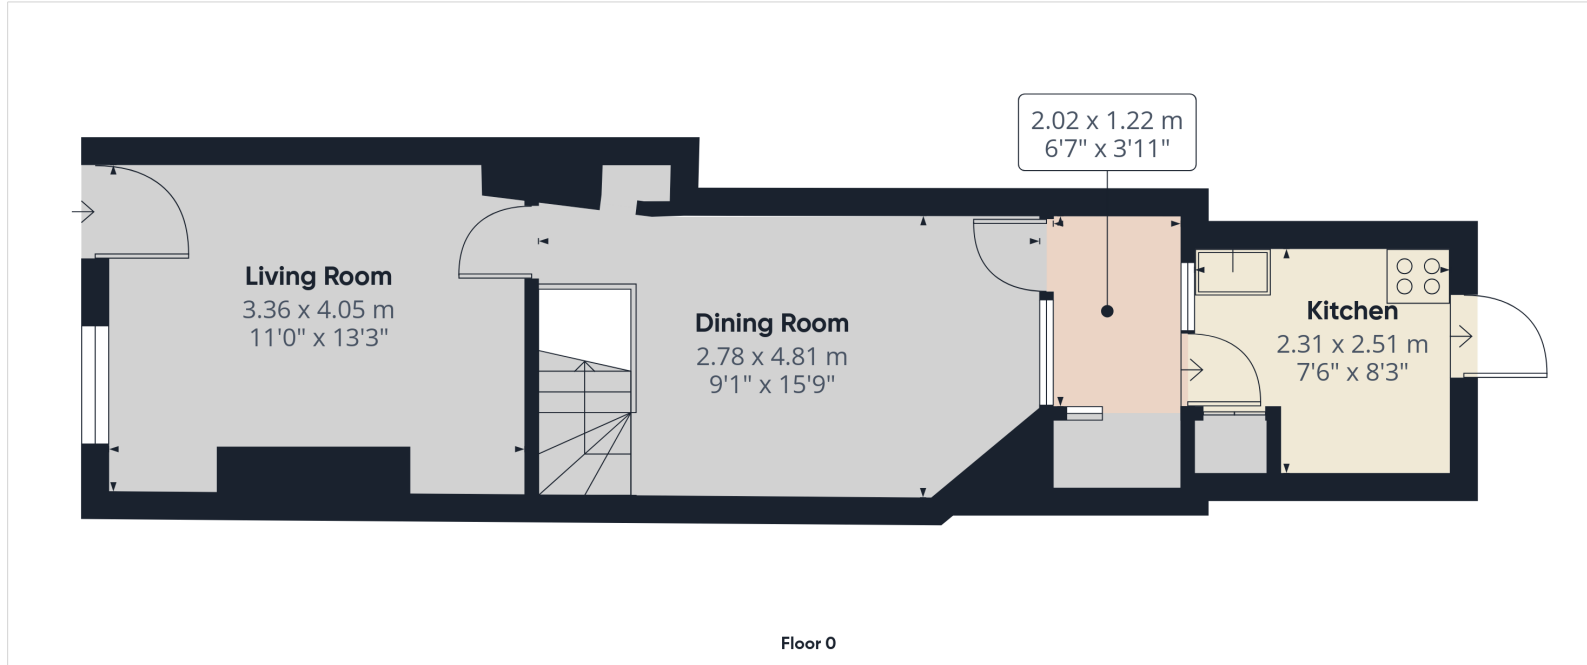 2.02 x 1.22 m
6'7" x 3'11"
Living Room
3.36 x 4.05 m
11'0" x 13'3"
Dining Room
2.78 x 4.81 m
9'1" x 15'9"
Kitchen
2.31 x 2.51 m
7'6" x 8'3"
Floor 0